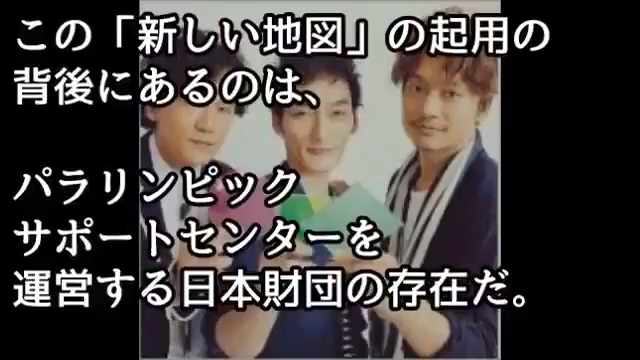 この「新しい地図」の起用の
背後にあるのは、
パラリンピック
サポートセンターを
運営する日本財団の存在だ。